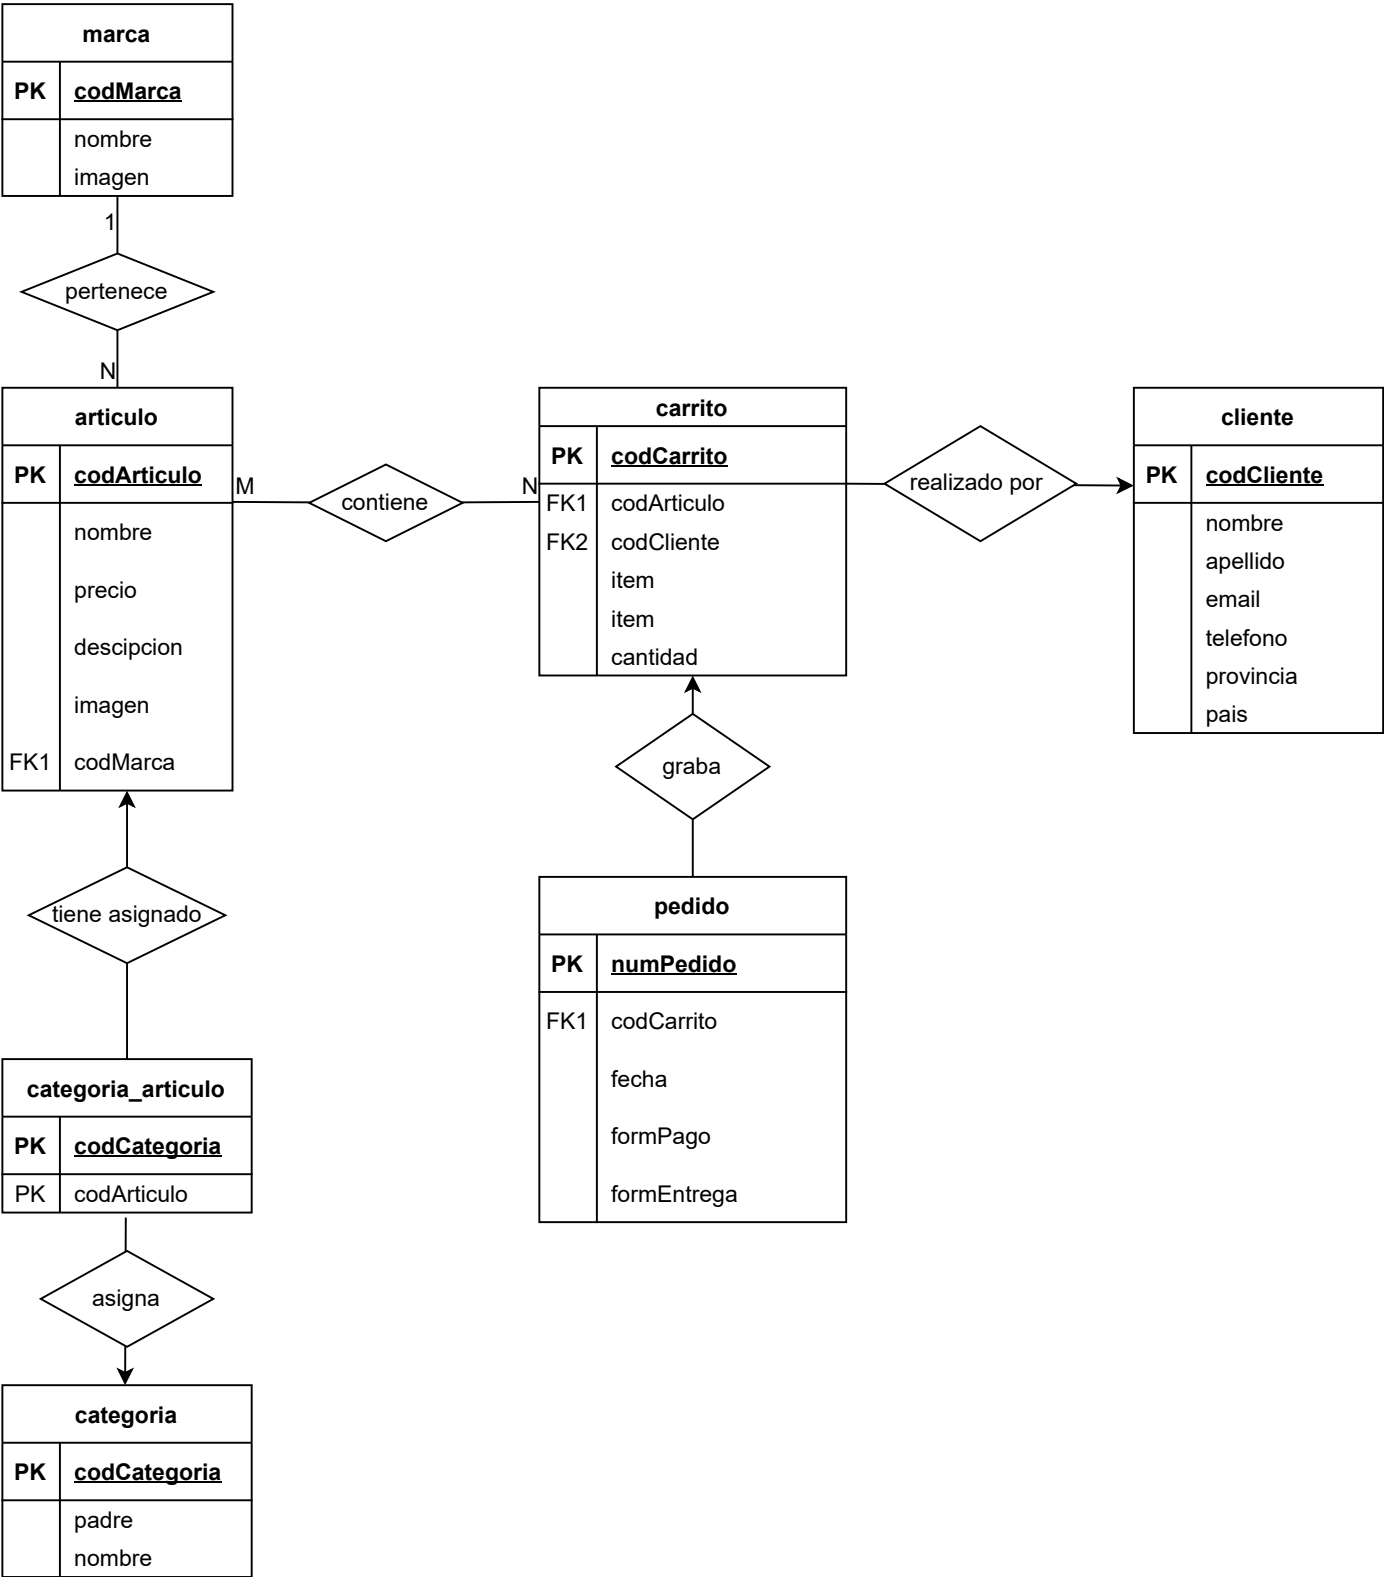 marca
PK codMarca
nombre
imagen
1
pertenece
N
articulo
PK codArticulo
nombre
precio
descipcion
imagen
FK1 codMarca
M
contiene
N
carrito
PK codCarrito
FK1 codArticulo
FK2 codCliente
item
item
cantidad
realizado por
cliente
PK codCliente
nombre
apellido
email
telefono
provincia
pais
graba
pedido
PK numPedido
FK1 codCarrito
fecha
formPago
formEntrega
tiene asignado
categoria_articulo
PK codCategoria
PK codArticulo
asigna
categoria
PK codCategoria
padre
nombre